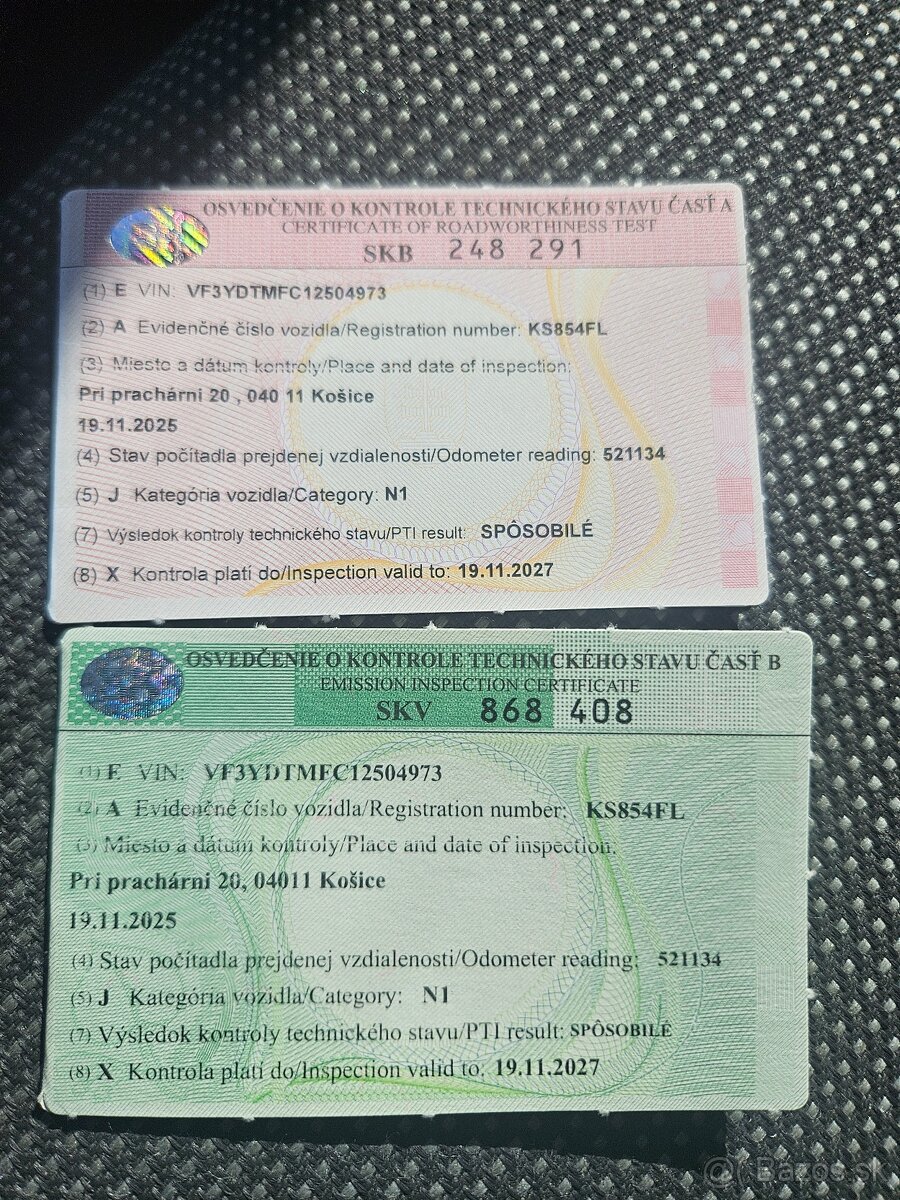 OSVEDČENIE O KONTROLE TECHNICKÉHO STAVU ČASŤ A
CERTIFICATE OF ROADWORTHINESS TEST
SKB 248 291
(1) E VIN: VF3YDTMFC12504973
(2) A Evidenčné číslo vozidla/Registration number: KS854FL
(3) Miesto a dátum kontroly/Place and date of inspection:
Pri prachárni 20 , 040 11 Košice
19.11.2025
(4) Stav počítadla prejdenej vzdialenosti/Odometer reading: 521134
(5) J Kategória vozidla/Category: N1
(7) Výsledok kontroly technického stavu/PTI result: SPÔSOBILÉ
(8) X Kontrola platí do/Inspection valid to: 19.11.2027
OSVEDČENIE O KONTROLE TECHNICKÉHO STAVU ČASŤ B
EMISSION INSPECTION CERTIFICATE
SKV 868 408
(1) E VIN: VF3YDTMFC12504973
(2) A Evidenčné číslo vozidla/Registration number: KS854FL
(3) Miesto a dátum kontroly/Place and date of inspection:
Pri prachárni 20, 04011 Košice
19.11.2025
(4) Stav počítadla prejdenej vzdialenosti/Odometer reading: 521134
(5) J Kategória vozidla/Category: N1
(7) Výsledok kontroly technického stavu/PTI result: SPÔSOBILÉ
(8) X Kontrola platí do/Inspection valid to: 19.11.2027
Bazos.sk